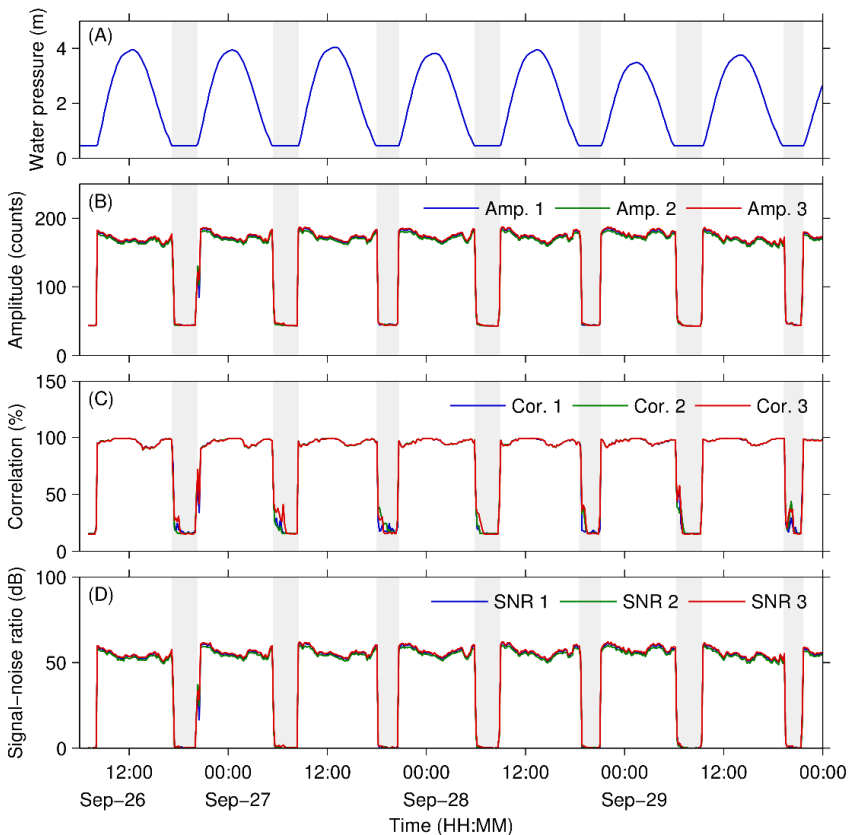 (A)
Water pressure (m)
4
2
0
(B)
Amp. 1 Amp. 2 Amp. 3
Amplitude (counts)
200
100
0
(C)
Cor. 1 Cor. 2 Cor. 3
Correlation (%)
150
100
50
0
(D)
SNR 1 SNR 2 SNR 3
Signal-noise ratio (dB)
100
50
0
12:00 00:00 12:00 00:00 12:00 00:00 12:00 00:00
Sep-26 Sep-27 Sep-28 Sep-29
Time (HH:MM)